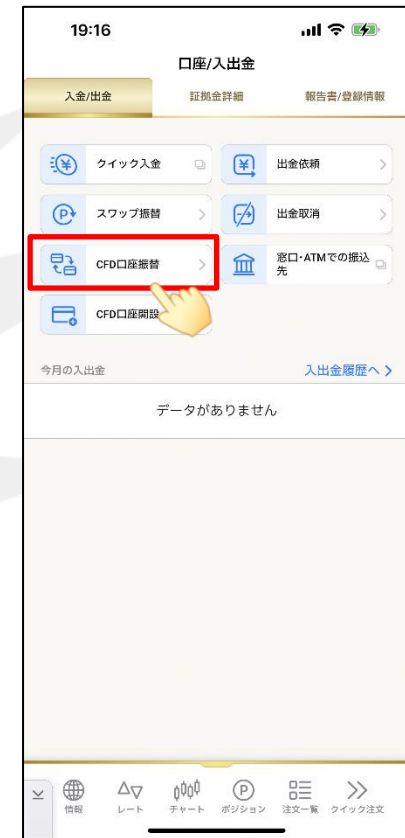 19:16
口座/入出金
入金/出金
証拠金詳細
報告書/登録情報
クイック入金
出金依頼
スワップ振替
出金取消
CFD口座振替
窓口・ATMでの振込
先
CFD口座開設
今月の入出金
入出金履歴へ
データがありません
情報
レート
チャート
ポジション
注文一覧
クイック注文